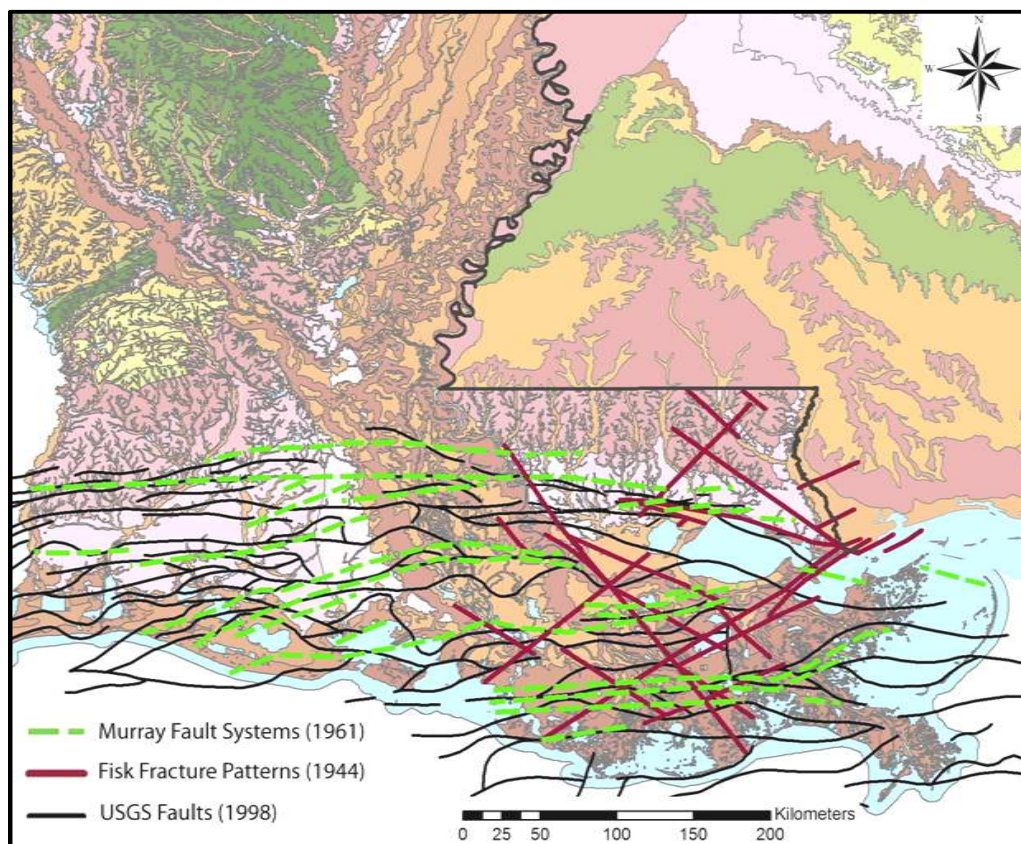 N
W
S
Murray Fault Systems (1961)
Fisk Fracture Patterns (1944)
USGS Faults (1998)
Kilometers
0 25 50 100 150 200